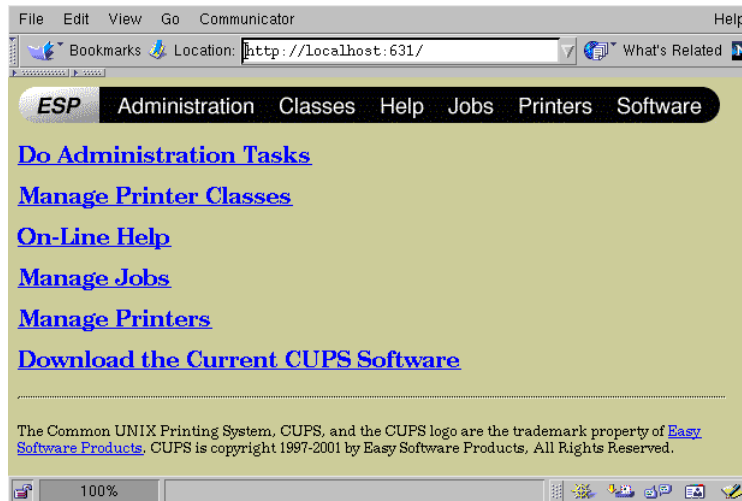 File Edit View Go Communicator Help
Bookmarks Location: http://localhost:631/ What's Related
ESP Administration Classes Help Jobs Printers Software
Do Administration Tasks
Manage Printer Classes
On-Line Help
Manage Jobs
Manage Printers
Download the Current CUPS Software
The Common UNIX Printing System, CUPS, and the CUPS logo are the trademark property of Easy
Software Products. CUPS is copyright 1997-2001 by Easy Software Products, All Rights Reserved.
100%